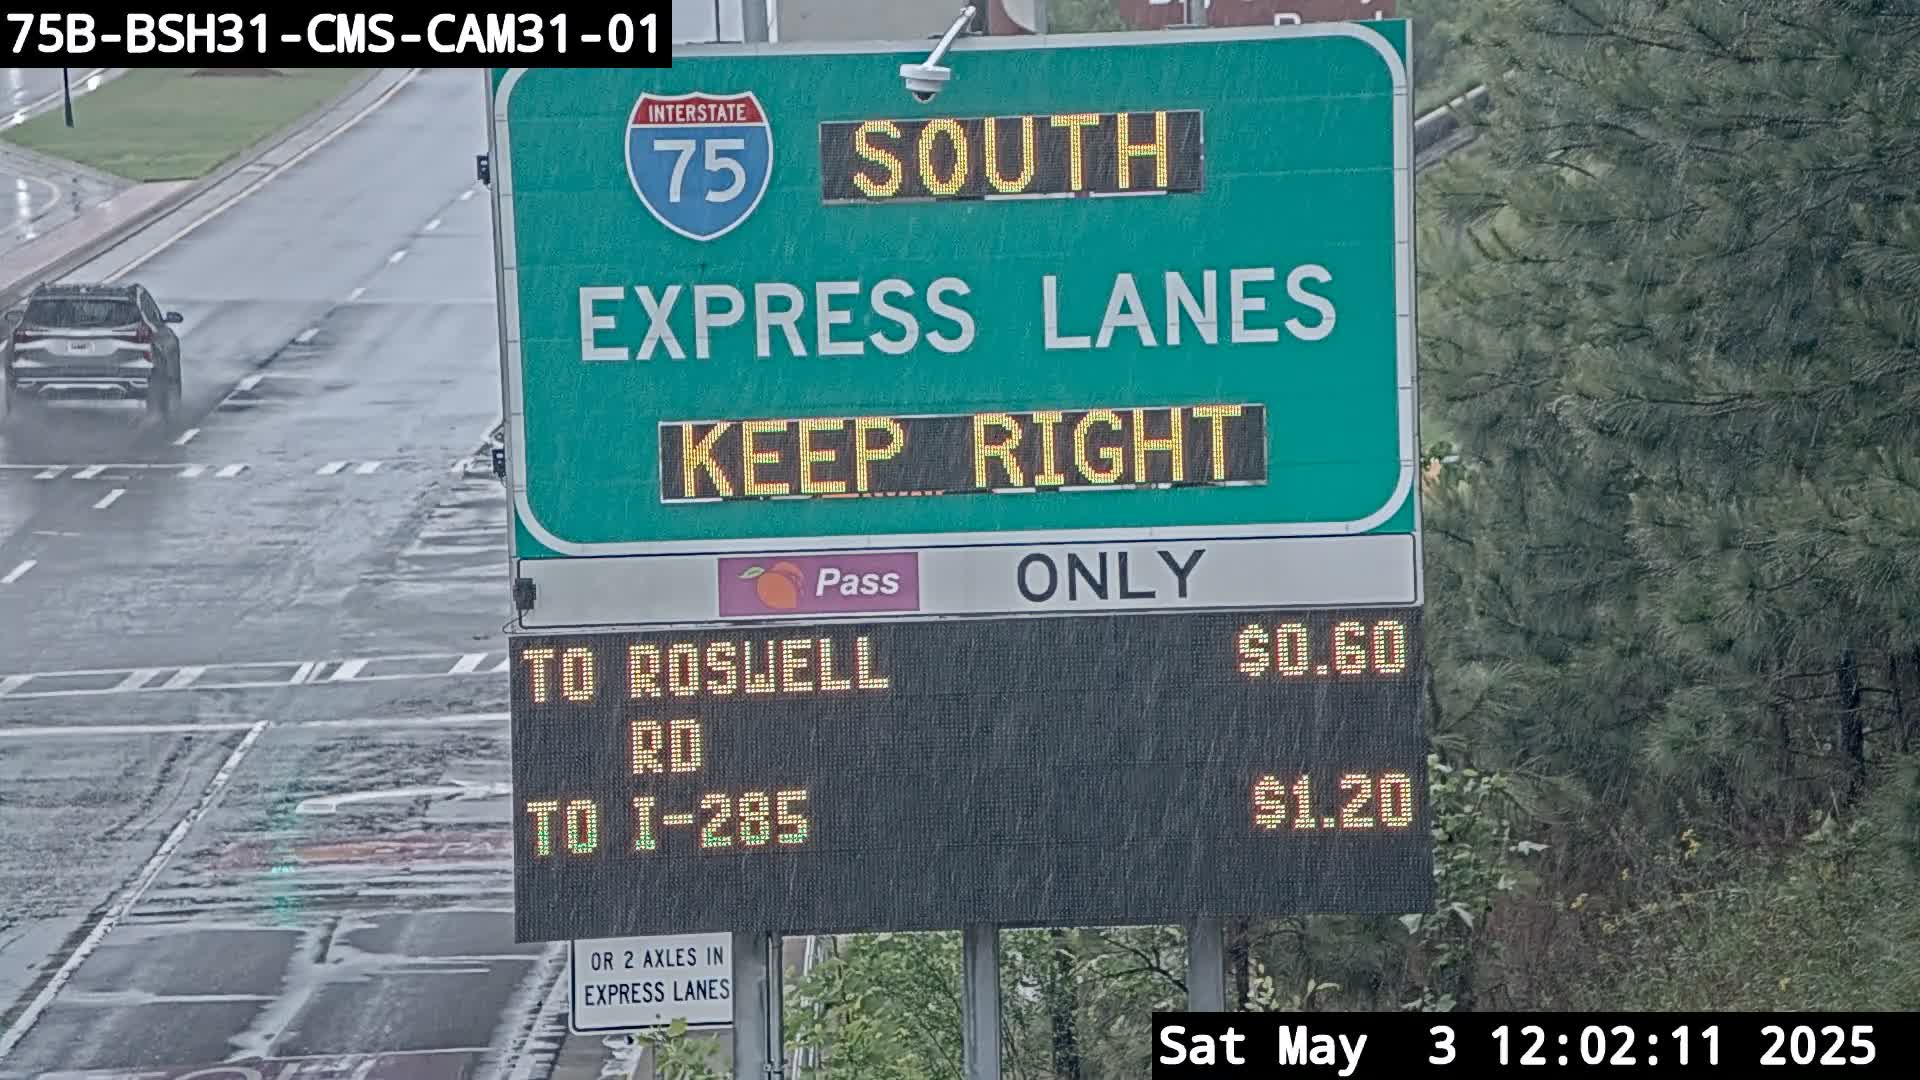 75B-BSH31-CMS-CAM31-01
INTERSTATE
75
SOUTH
EXPRESS LANES
KEEP RIGHT
Pass
ONLY
TO ROSWELL $0.60
RD
TO I-285 $1.20
OR 2 AXLES IN
EXPRESS LANES
Sat May 3 12:02:11 2025